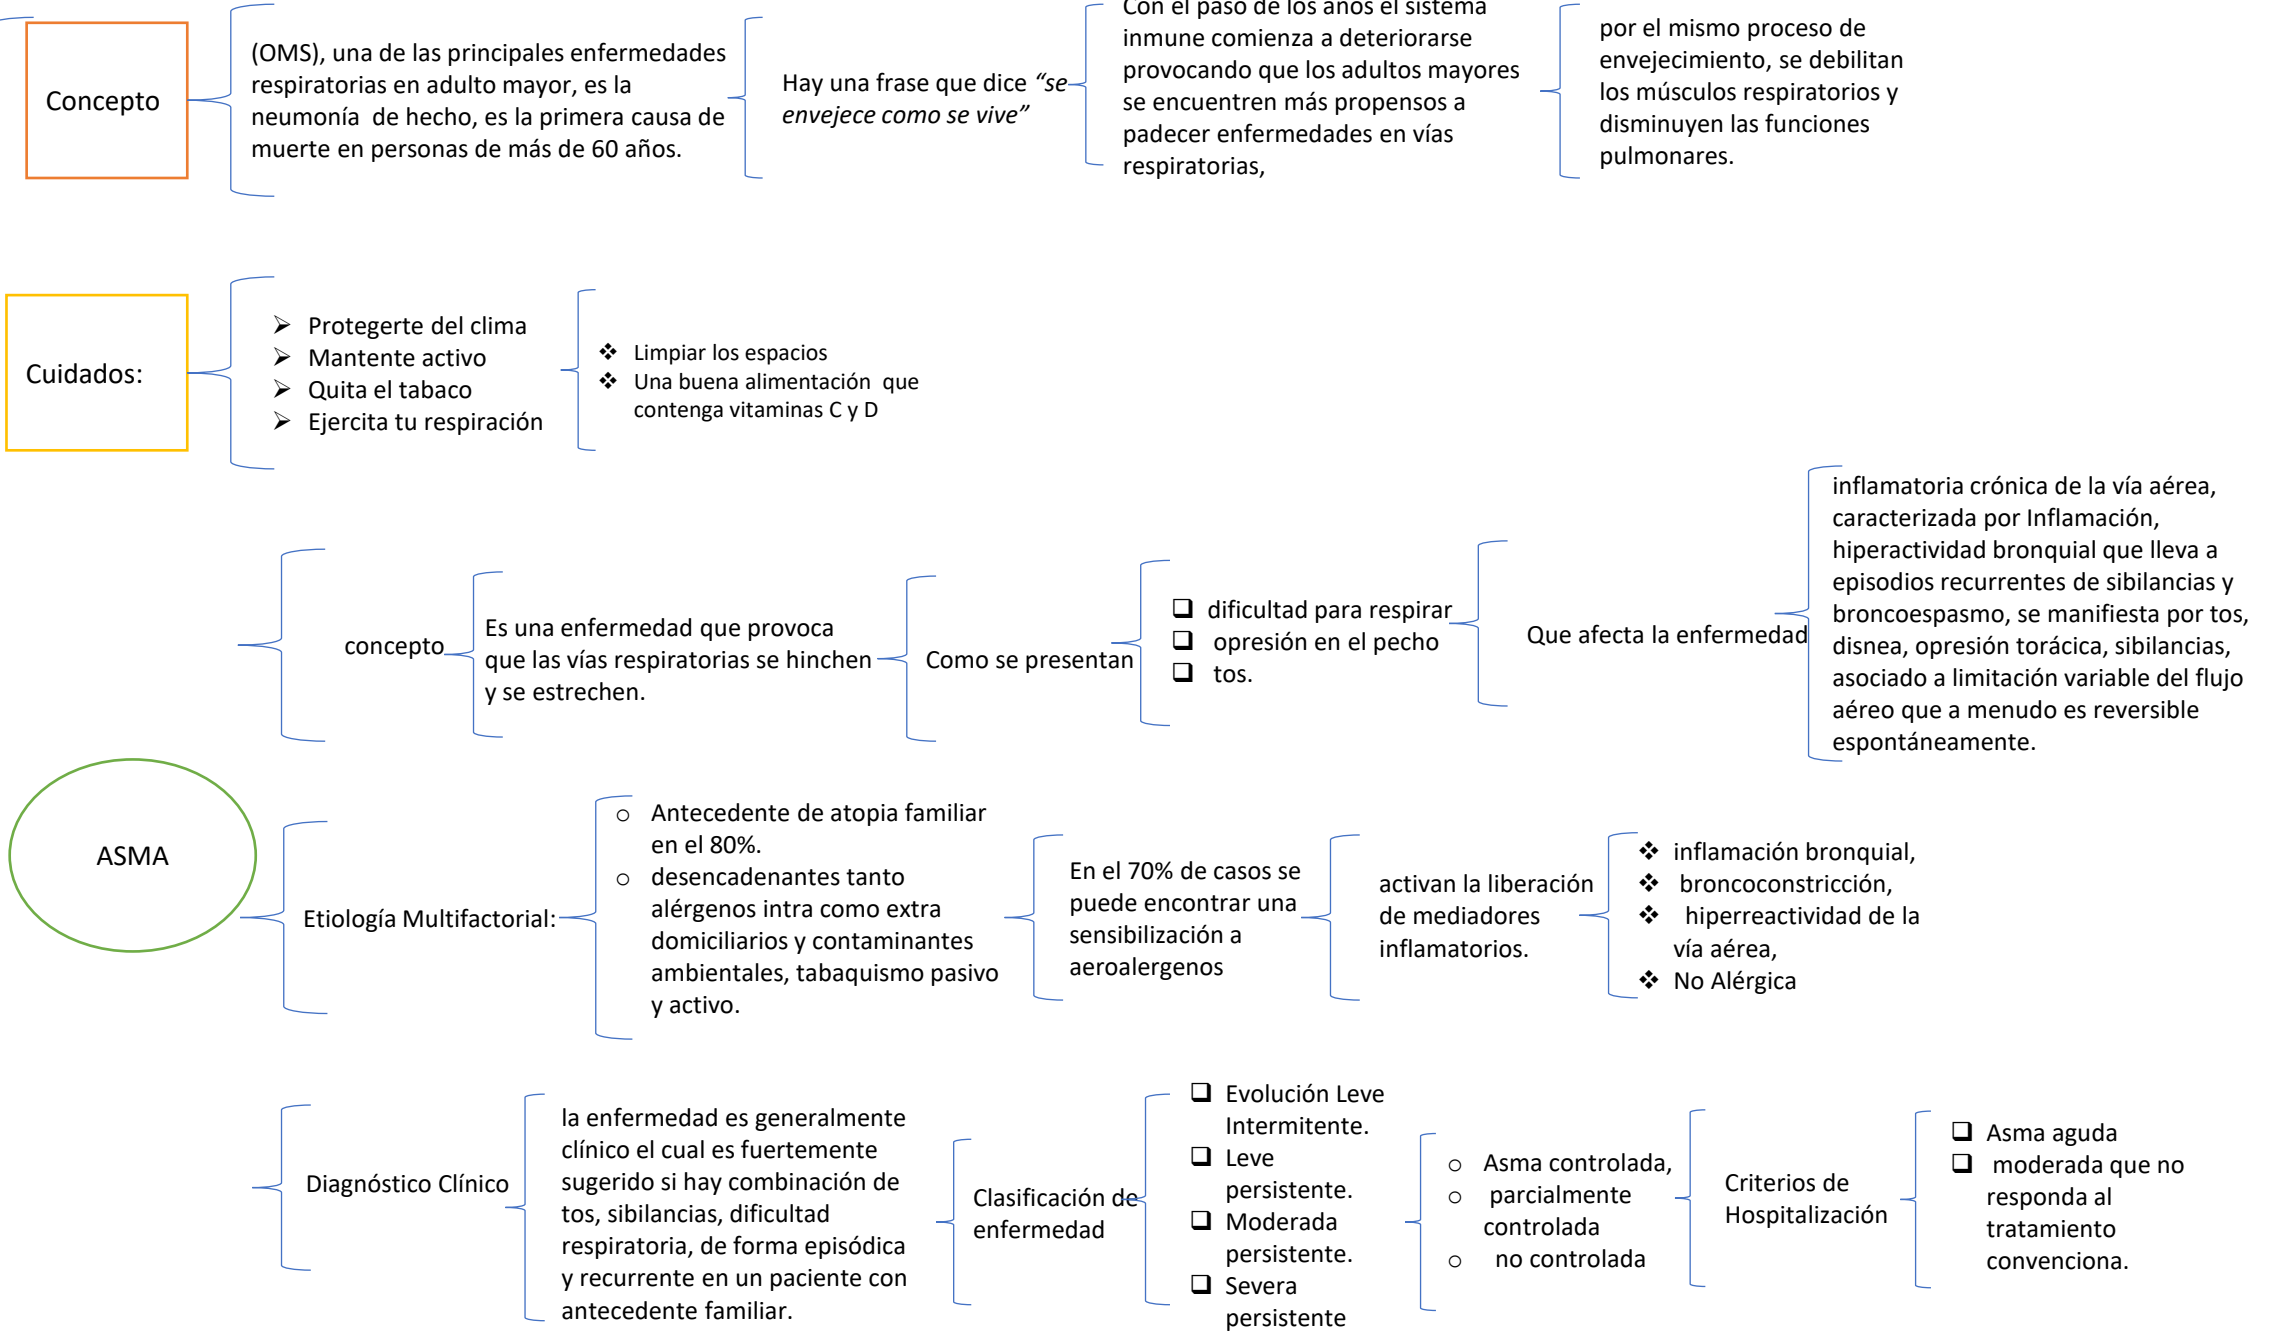 Concepto
(OMS), una de las principales enfermedades
respiratorias en adulto mayor, es la
neumonía  de hecho, es la primera causa de
muerte en personas de más de 60 años.
Hay una frase que dice “se
envejece como se vive”
Con el paso de los años el sistema
inmune comienza a deteriorarse
provocando que los adultos mayores
se encuentren más propensos a
padecer enfermedades en vías
respiratorias,
por el mismo proceso de
envejecimiento, se debilitan
los músculos respiratorios y
disminuyen las funciones
pulmonares.
Cuidados:
➢ Protegerte del clima
➢ Mantente activo
➢ Quita el tabaco
➢ Ejercita tu respiración
❖ Limpiar los espacios
❖ Una buena alimentación  que
contenga vitaminas C y D
ASMA
concepto
Es una enfermedad que provoca
que las vías respiratorias se hinchen
y se estrechen.
Como se presentan
❑ dificultad para respirar
❑ opresión en el pecho
❑ tos.
Que afecta la enfermedad
inflamatoria crónica de la vía aérea,
caracterizada por Inflamación,
hiperactividad bronquial que lleva a
episodios recurrentes de sibilancias y
broncoespasmo, se manifiesta por tos,
disnea, opresión torácica, sibilancias,
asociado a limitación variable del flujo
aéreo que a menudo es reversible
espontáneamente.
Etiología Multifactorial:
o Antecedente de atopia familiar
en el 80%.
o desencadenantes tanto
alérgenos intra como extra
domiciliarios y contaminantes
ambientales, tabaquismo pasivo
y activo.
En el 70% de casos se
puede encontrar una
sensibilización a
aeroalergenos
activan la liberación
de mediadores
inflamatorios.
❖ inflamación bronquial,
❖ broncoconstricción,
❖ hiperreactividad de la
vía aérea,
❖ No Alérgica
Diagnóstico Clínico
la enfermedad es generalmente
clínico el cual es fuertemente
sugerido si hay combinación de
tos, sibilancias, dificultad
respiratoria, de forma episódica
y recurrente en un paciente con
antecedente familiar.
Clasificación de
enfermedad
❑ Evolución Leve
Intermitente.
❑ Leve
persistente.
❑ Moderada
persistente.
❑ Severa
persistente
o Asma controlada,
o parcialmente
controlada
o no controlada
Criterios de
Hospitalización
❑ Asma aguda
❑ moderada que no
responda al
tratamiento
convenciona.